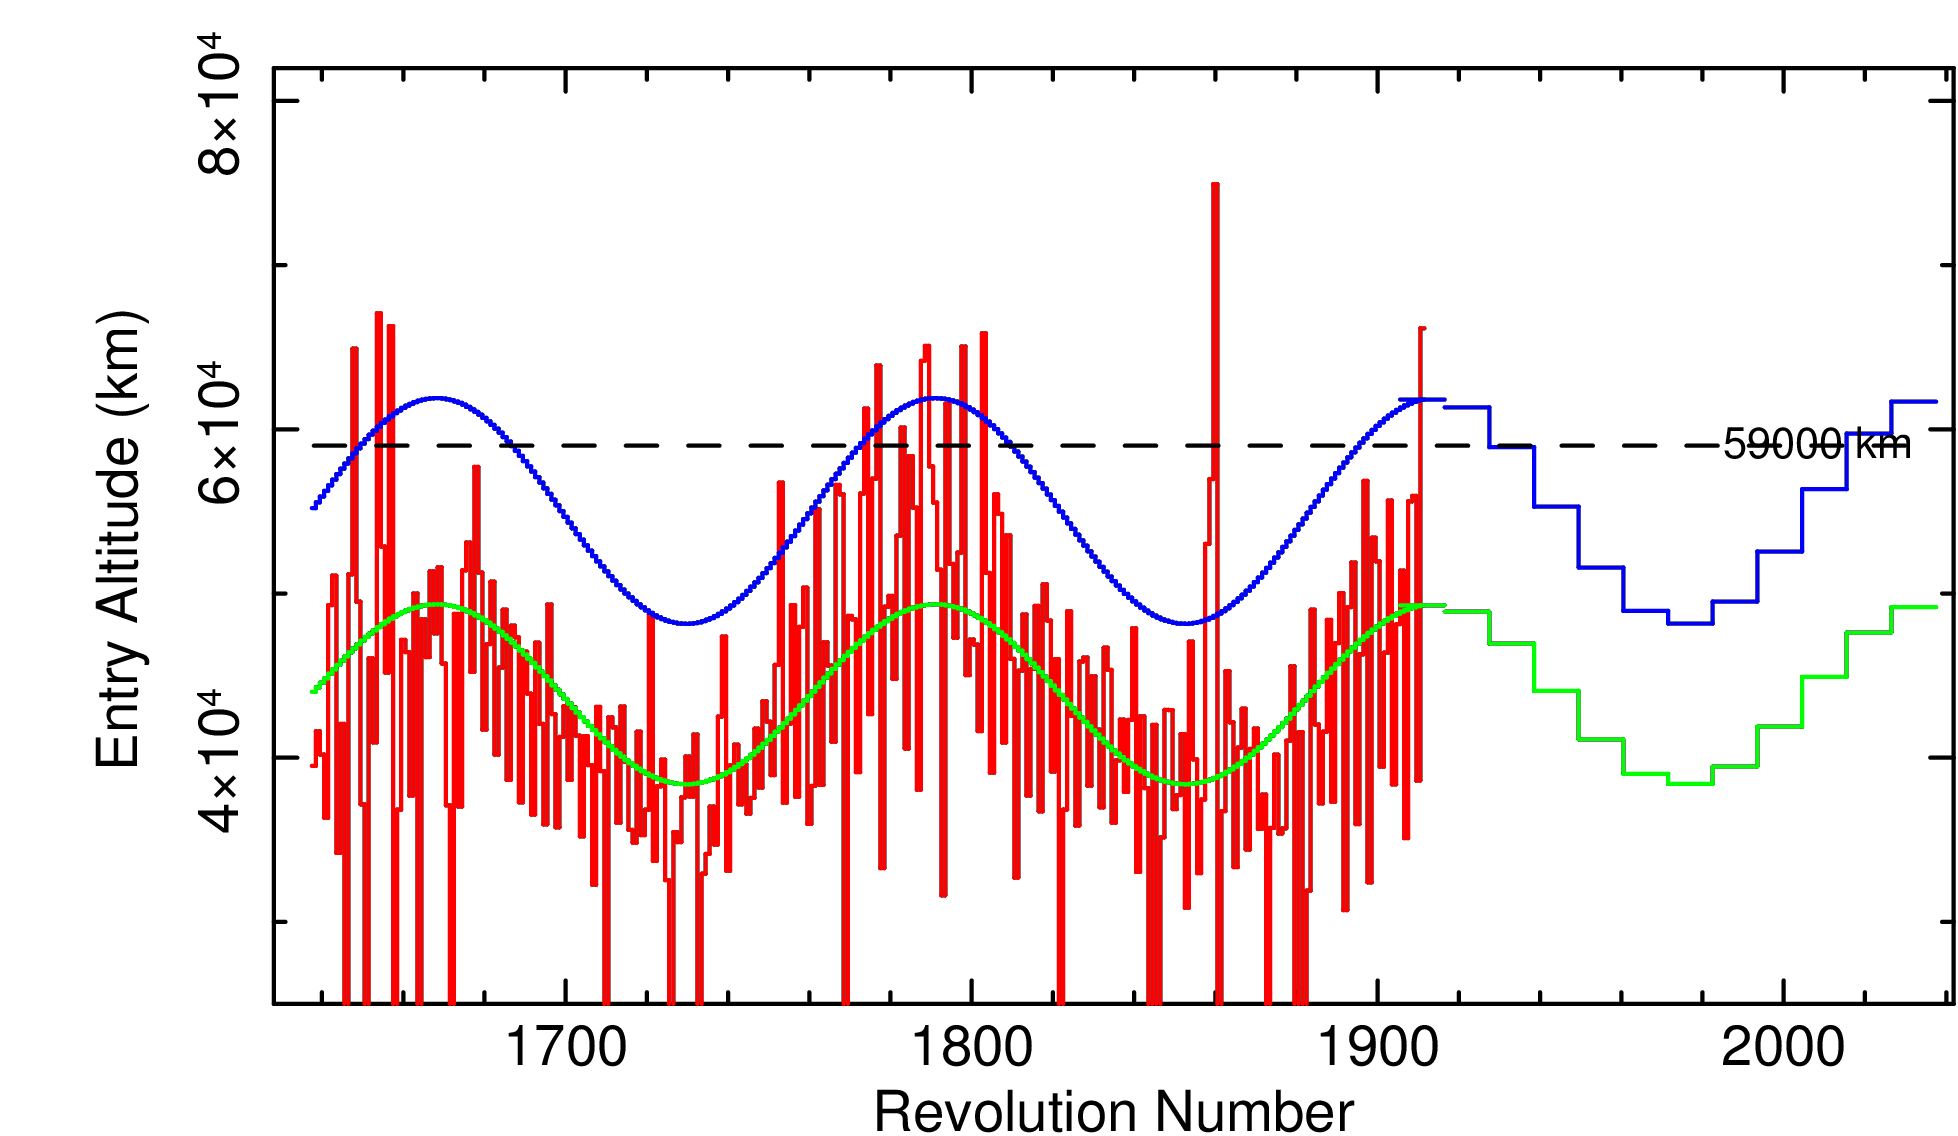 8×10⁴
6×10⁴
4×10⁴
Entry Altitude (km)
59000 km
1700 1800 1900 2000
Revolution Number